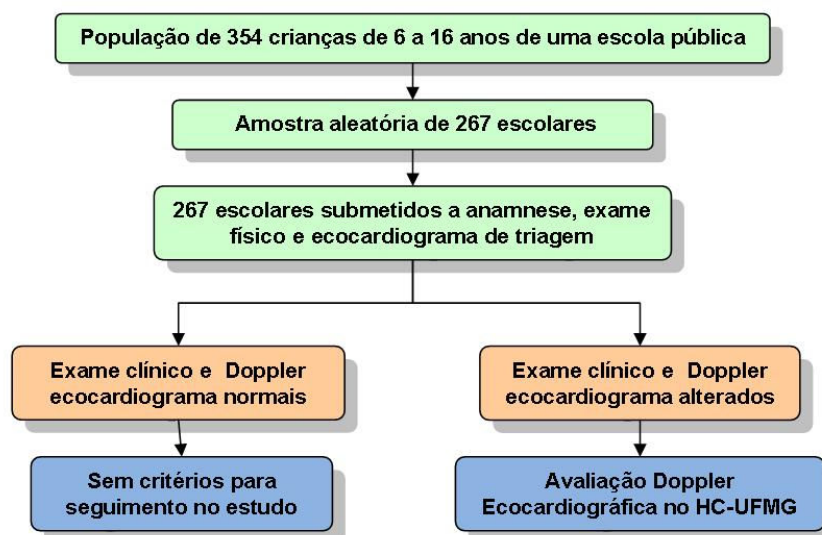 População de 354 crianças de 6 a 16 anos de uma escola pública
Amostra aleatória de 267 escolares
267 escolares submetidos a anamnese, exame
físico e ecocardiograma de triagem
Exame clínico e Doppler
ecocardiograma normais
Exame clínico e Doppler
ecocardiograma alterados
Sem critérios para
seguimento no estudo
Avaliação Doppler
Ecocardiográfica no HC-UFMG